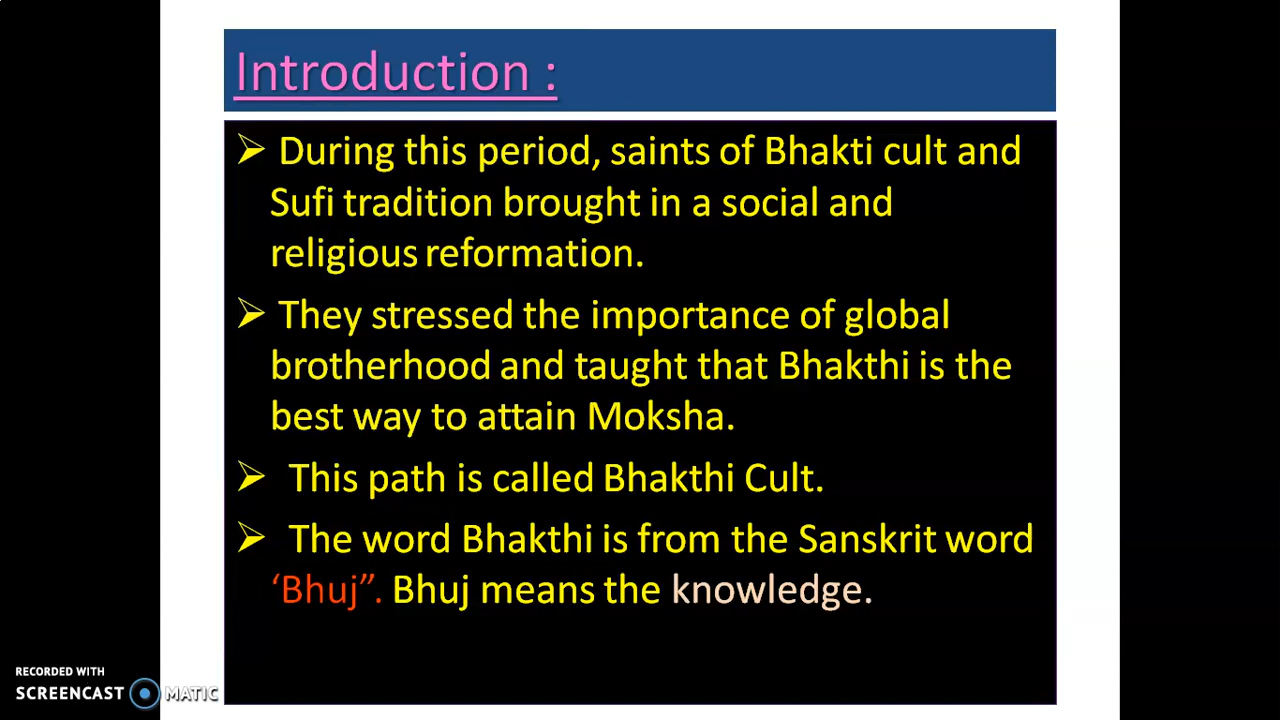 Introduction :
➢ During this period, saints of Bhakti cult and
Sufi tradition brought in a social and
religious reformation.
➢ They stressed the importance of global
brotherhood and taught that Bhakthi is the
best way to attain Moksha.
➢ This path is called Bhakthi Cult.
➢ The word Bhakthi is from the Sanskrit word
‘Bhuj”. Bhuj means the knowledge.
RECORDED WITH
SCREENCAST MATIC